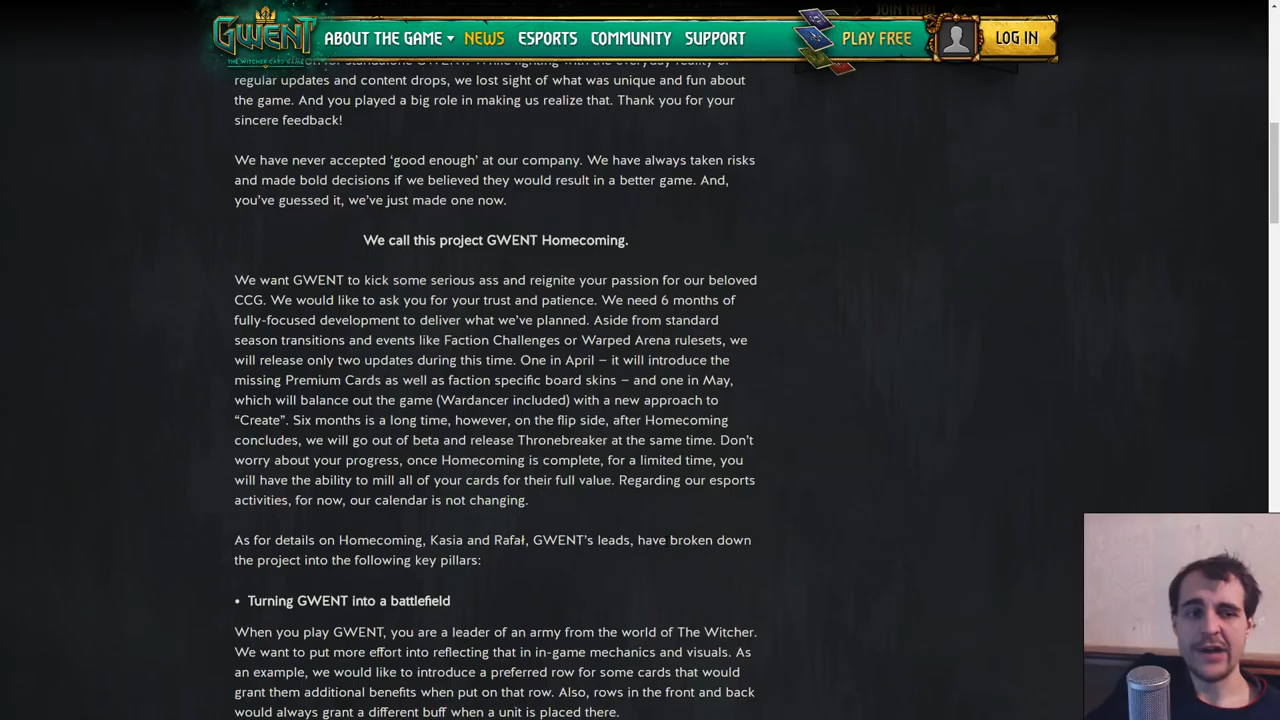 JOIN NOW
GWENT
THE WITCHER CARD GAME
ABOUT THE GAME
NEWS
ESPORTS
COMMUNITY
SUPPORT
PLAY FREE
LOG IN
regular updates and content drops, we lost sight of what was unique and fun about
the game. And you played a big role in making us realize that. Thank you for your
sincere feedback!
We have never accepted ‘good enough’ at our company. We have always taken risks
and made bold decisions if we believed they would result in a better game. And,
you’ve guessed it, we’ve just made one now.
We call this project GWENT Homecoming.
We want GWENT to kick some serious ass and reignite your passion for our beloved
CCG. We would like to ask you for your trust and patience. We need 6 months of
fully-focused development to deliver what we’ve planned. Aside from standard
season transitions and events like Faction Challenges or Warped Arena rulesets, we
will release only two updates during this time. One in April – it will introduce the
missing Premium Cards as well as faction specific board skins – and one in May,
which will balance out the game (Wardancer included) with a new approach to
“Create”. Six months is a long time, however, on the flip side, after Homecoming
concludes, we will go out of beta and release Thronebreaker at the same time. Don’t
worry about your progress, once Homecoming is complete, for a limited time, you
will have the ability to mill all of your cards for their full value. Regarding our esports
activities, for now, our calendar is not changing.
As for details on Homecoming, Kasia and Rafał, GWENT’s leads, have broken down
the project into the following key pillars:
• Turning GWENT into a battlefield
When you play GWENT, you are a leader of an army from the world of The Witcher.
We want to put more effort into reflecting that in in-game mechanics and visuals. As
an example, we would like to introduce a preferred row for some cards that would
grant them additional benefits when put on that row. Also, rows in the front and back
would always grant a different buff when a unit is placed there.